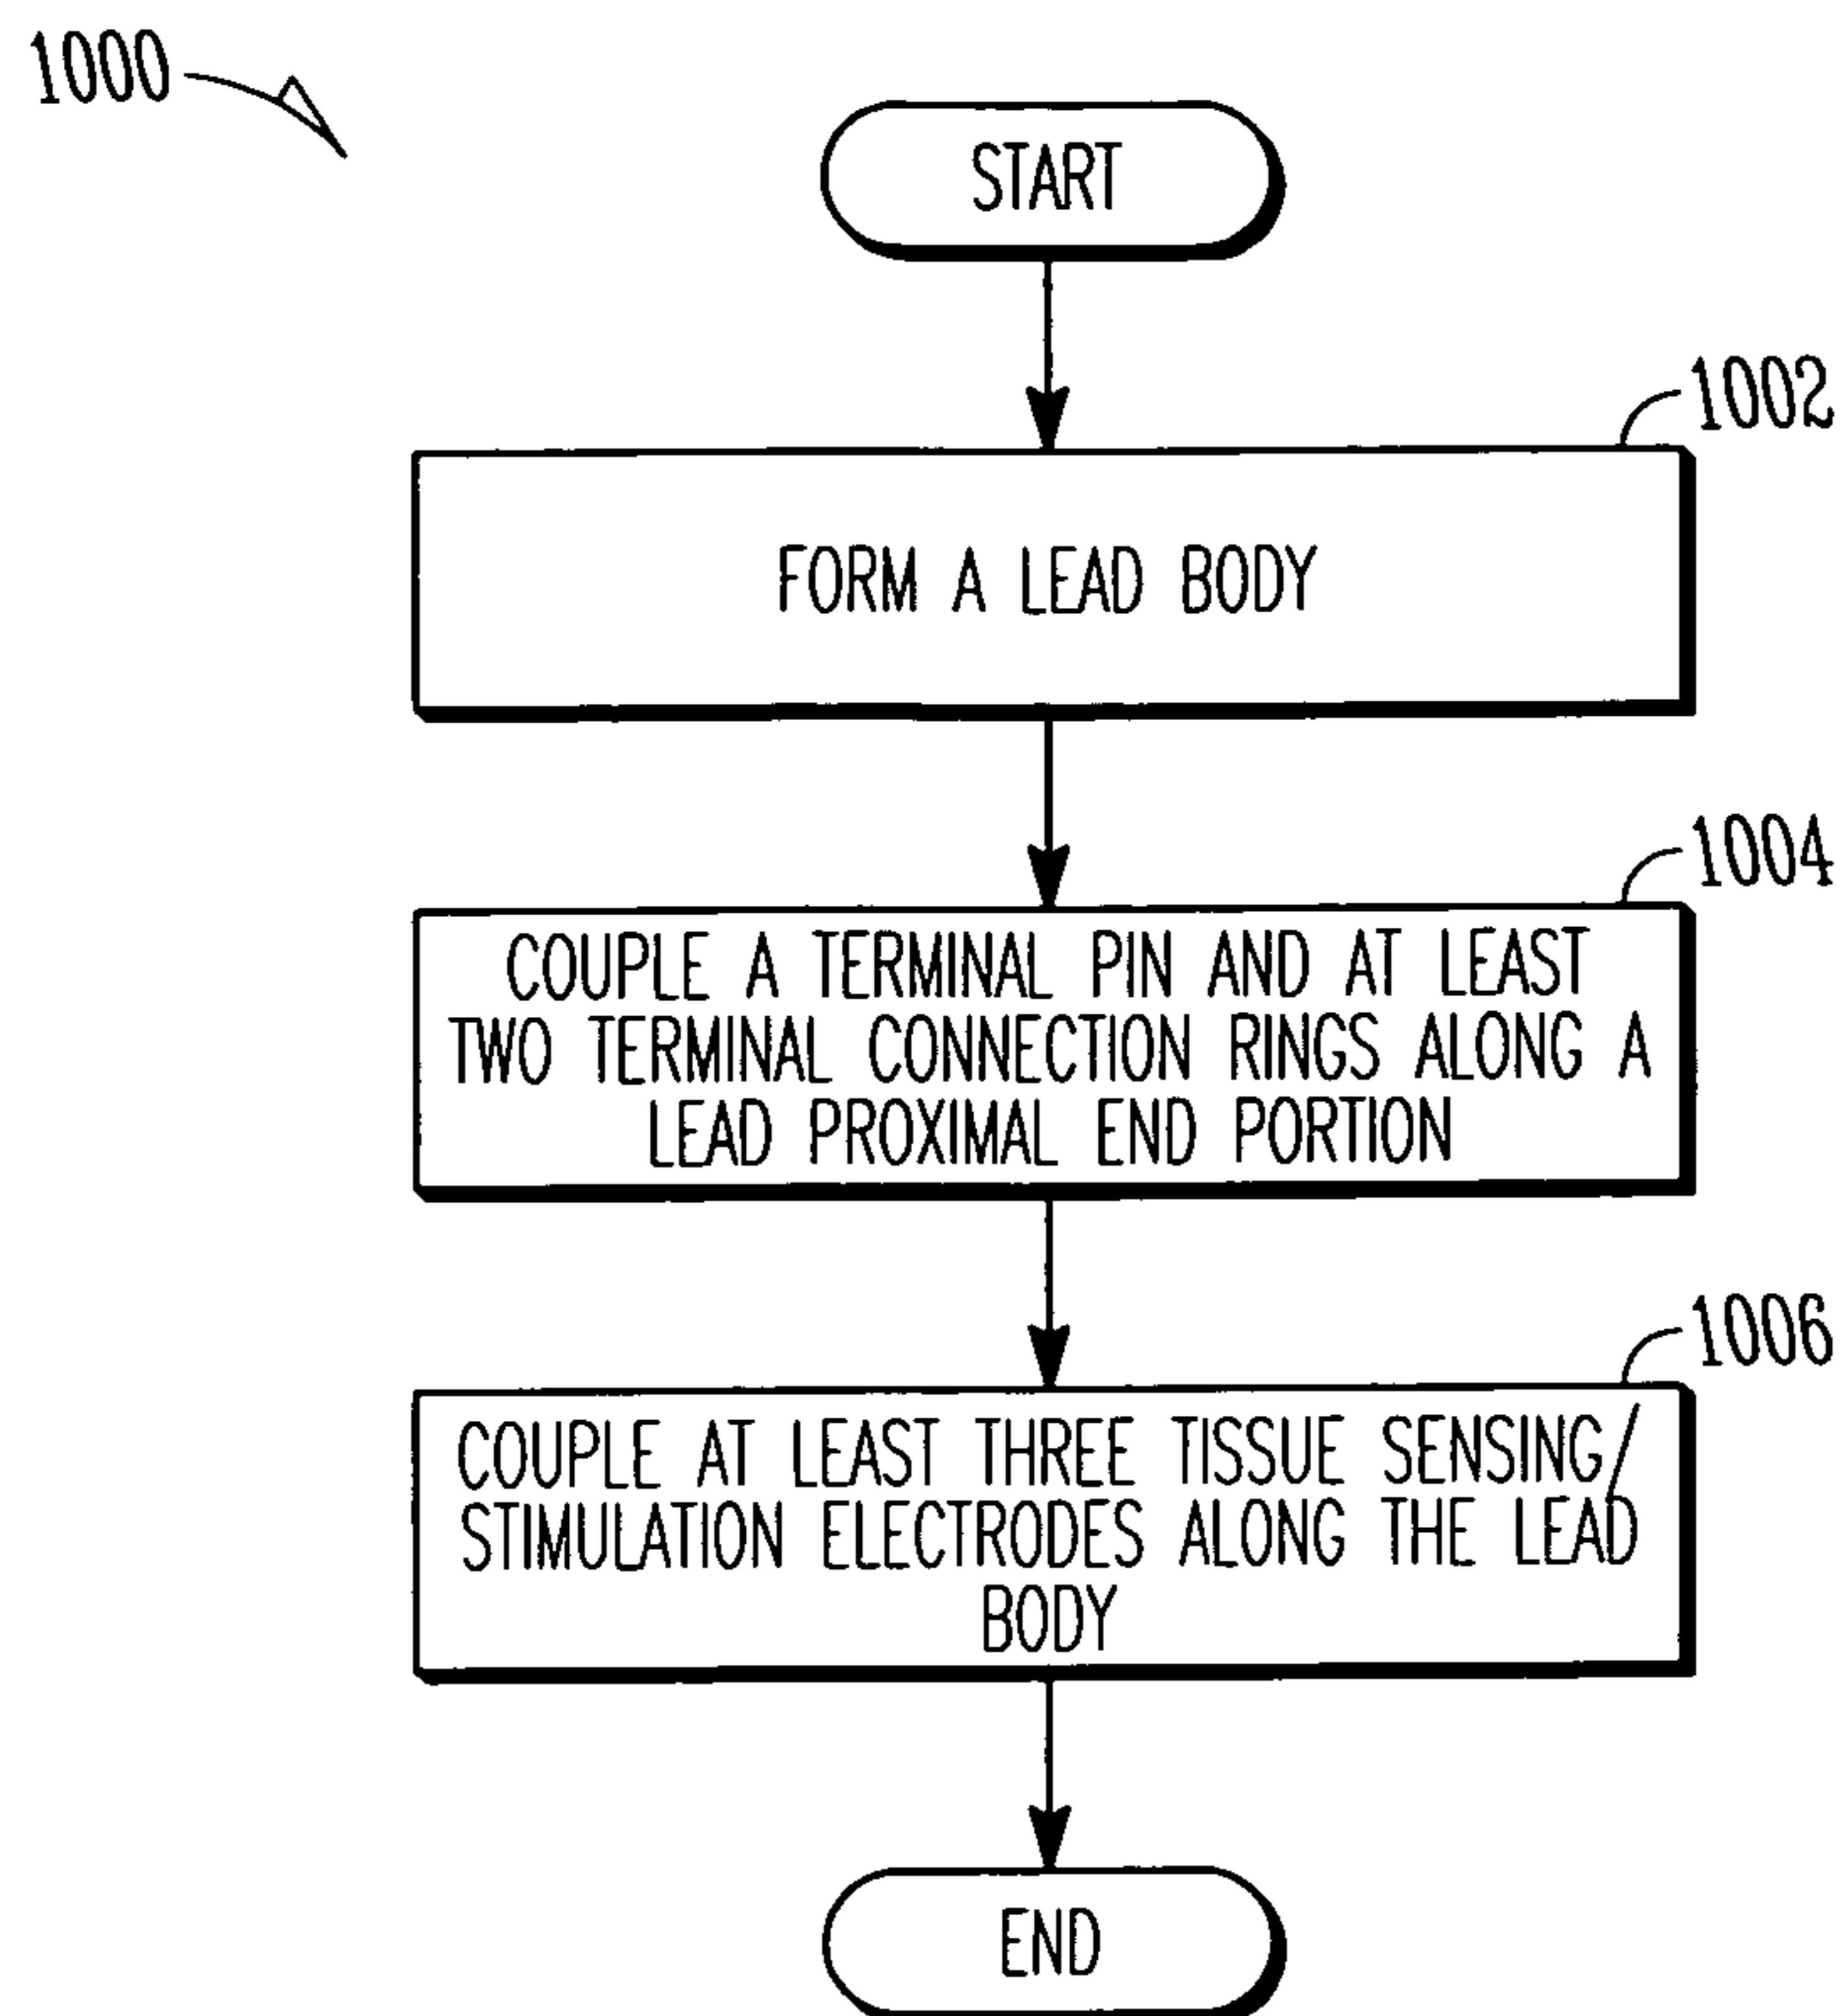 1000
START
1002
FORM A LEAD BODY
1004
COUPLE A TERMINAL PIN AND AT LEAST
TWO TERMINAL CONNECTION RINGS ALONG A
LEAD PROXIMAL END PORTION
1006
COUPLE AT LEAST THREE TISSUE SENSING/
STIMULATION ELECTRODES ALONG THE LEAD
BODY
END